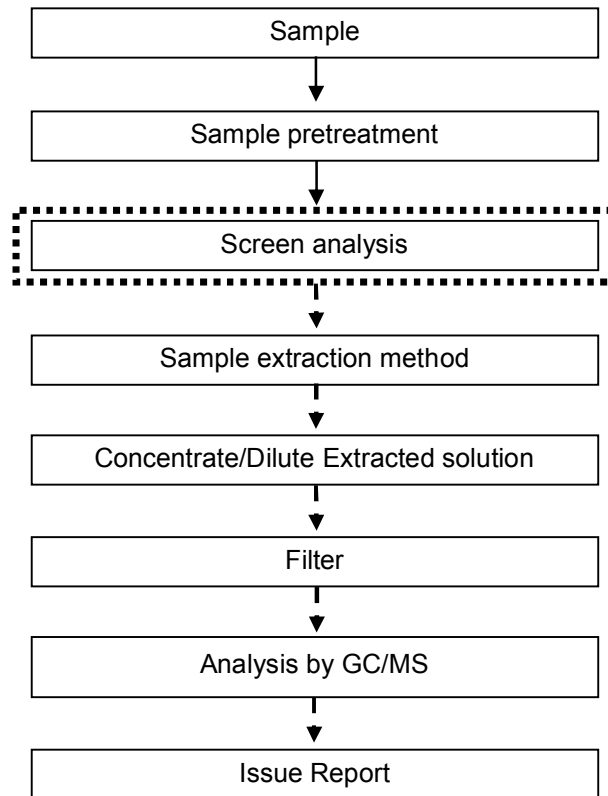 Sample
Sample pretreatment
Screen analysis
Sample extraction method
Concentrate/Dilute Extracted solution
Filter
Analysis by GC/MS
Issue Report